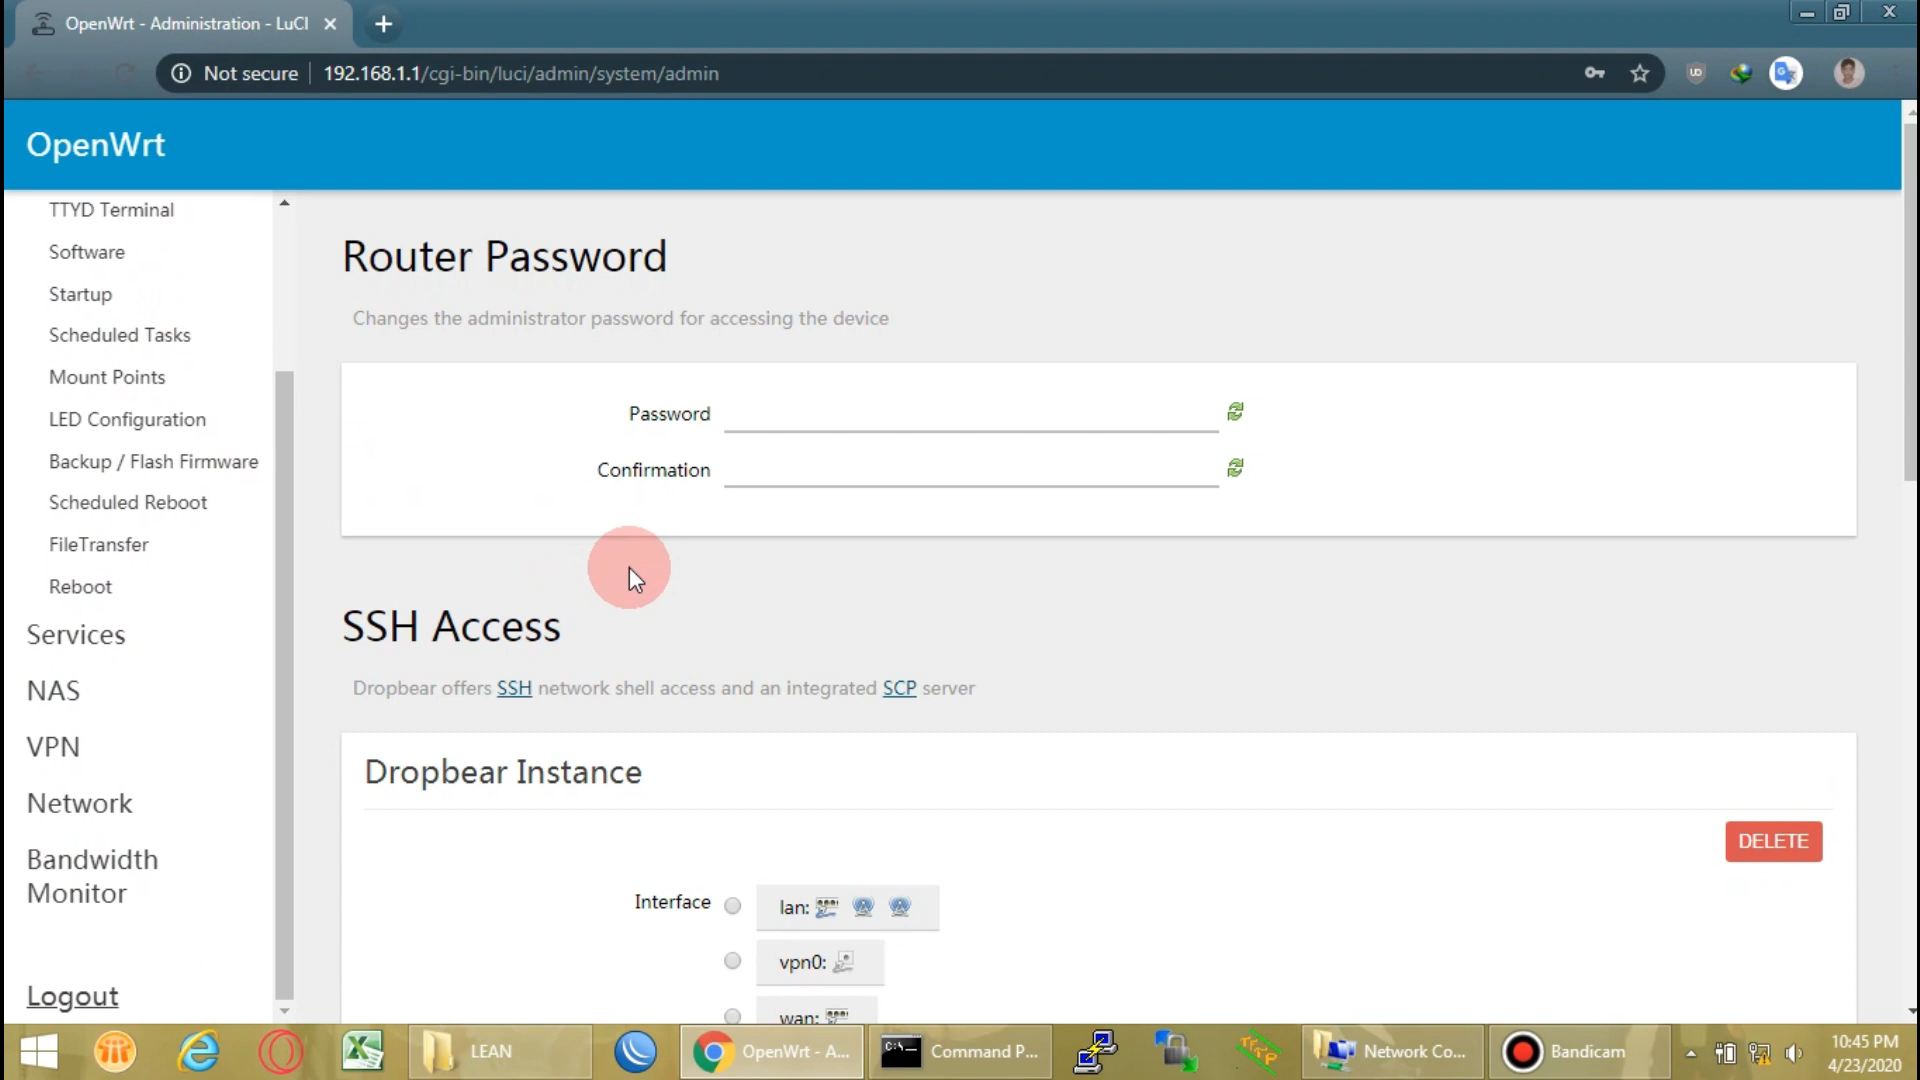 OpenWrt - Administration - LuCI
Not secure
192.168.1.1/cgi-bin/luci/admin/system/admin
OpenWrt
TTYD Terminal
Software
Startup
Scheduled Tasks
Mount Points
LED Configuration
Backup / Flash Firmware
Scheduled Reboot
FileTransfer
Reboot
Services
NAS
VPN
Network
Bandwidth
Monitor
Logout
Router Password
Changes the administrator password for accessing the device
Password
Confirmation
SSH Access
Dropbear offers SSH network shell access and an integrated SCP server
Dropbear Instance
DELETE
Interface
lan:
vpn0:
wan:
LEAN
OpenWrt - A...
C:\-
Command P...
Network Co...
Bandicam
10:45 PM
4/23/2020